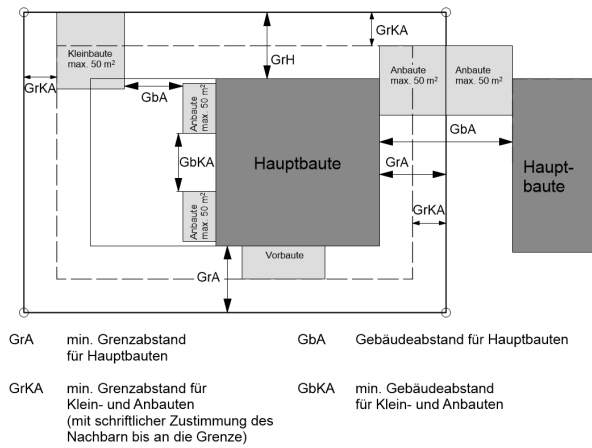 Kleinbaute
max. 50 m²
GrKA
GrH
GrKA
Anbaute
max. 50 m²
Anbaute
max. 50 m²
GbA
Anbaute
max. 50 m²
GbKA
Hauptbaute
GbA
GrA
Haupt-
baute
Anbaute
max. 50 m²
GrKA
Vorbaute
GrA
GrA min. Grenzabstand
für Hauptbauten
GbA Gebäudeabstand für Hauptbauten
GrKA min. Grenzabstand für
Klein- und Anbauten
(mit schriftlicher Zustimmung des
Nachbarn bis an die Grenze)
GbKA min. Gebäudeabstand
für Klein- und Anbauten